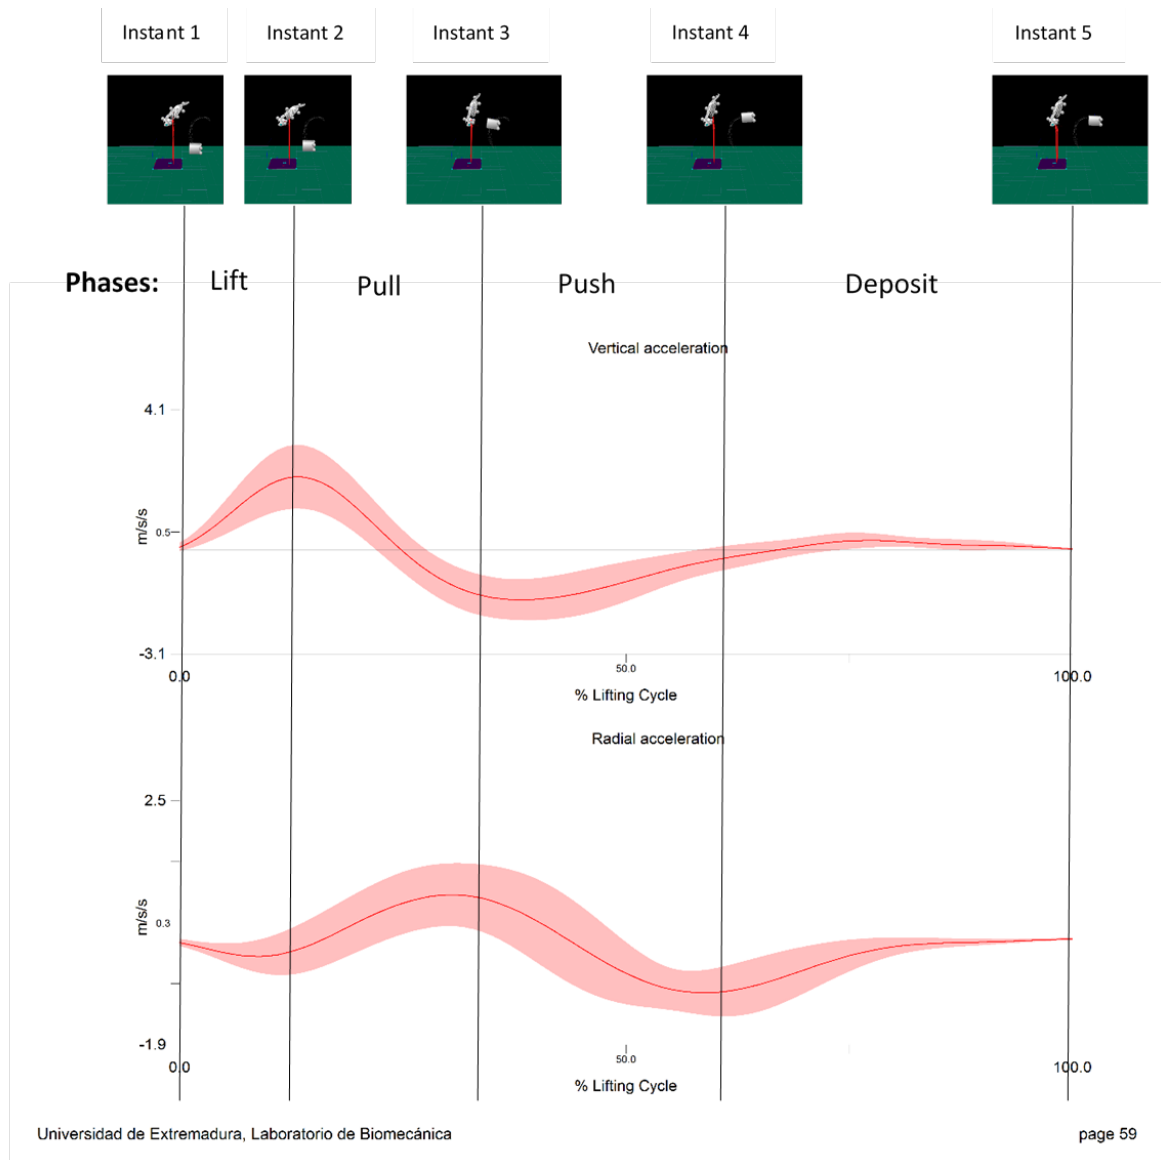 Instant 1 Instant 2 Instant 3 Instant 4 Instant 5
Phases: Lift Pull Push Deposit
Vertical acceleration
4.1
m/s/s
0.5
-3.1
0.0 50.0 100.0
% Lifting Cycle
Radial acceleration
2.5
m/s/s
0.3
-1.9
0.0 50.0 100.0
% Lifting Cycle
Universidad de Extremadura, Laboratorio de Biomecánica page 59